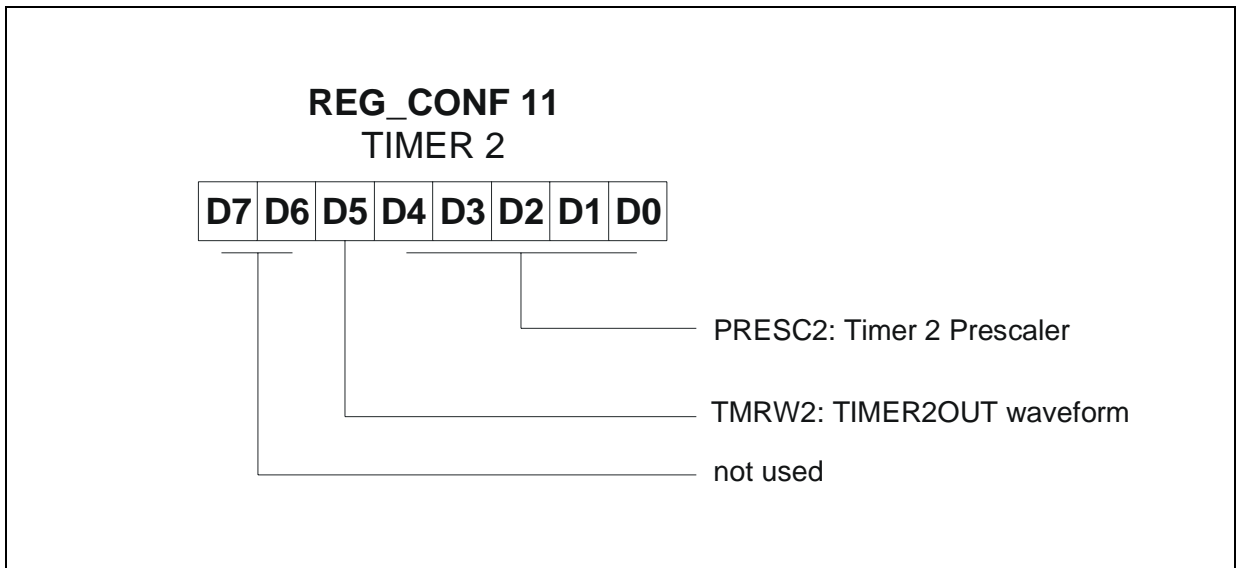 REG_CONF 11
TIMER 2
D7 D6 D5 D4 D3 D2 D1 D0
PRESC2: Timer 2 Prescaler
TMRW2: TIMER2OUT waveform
not used